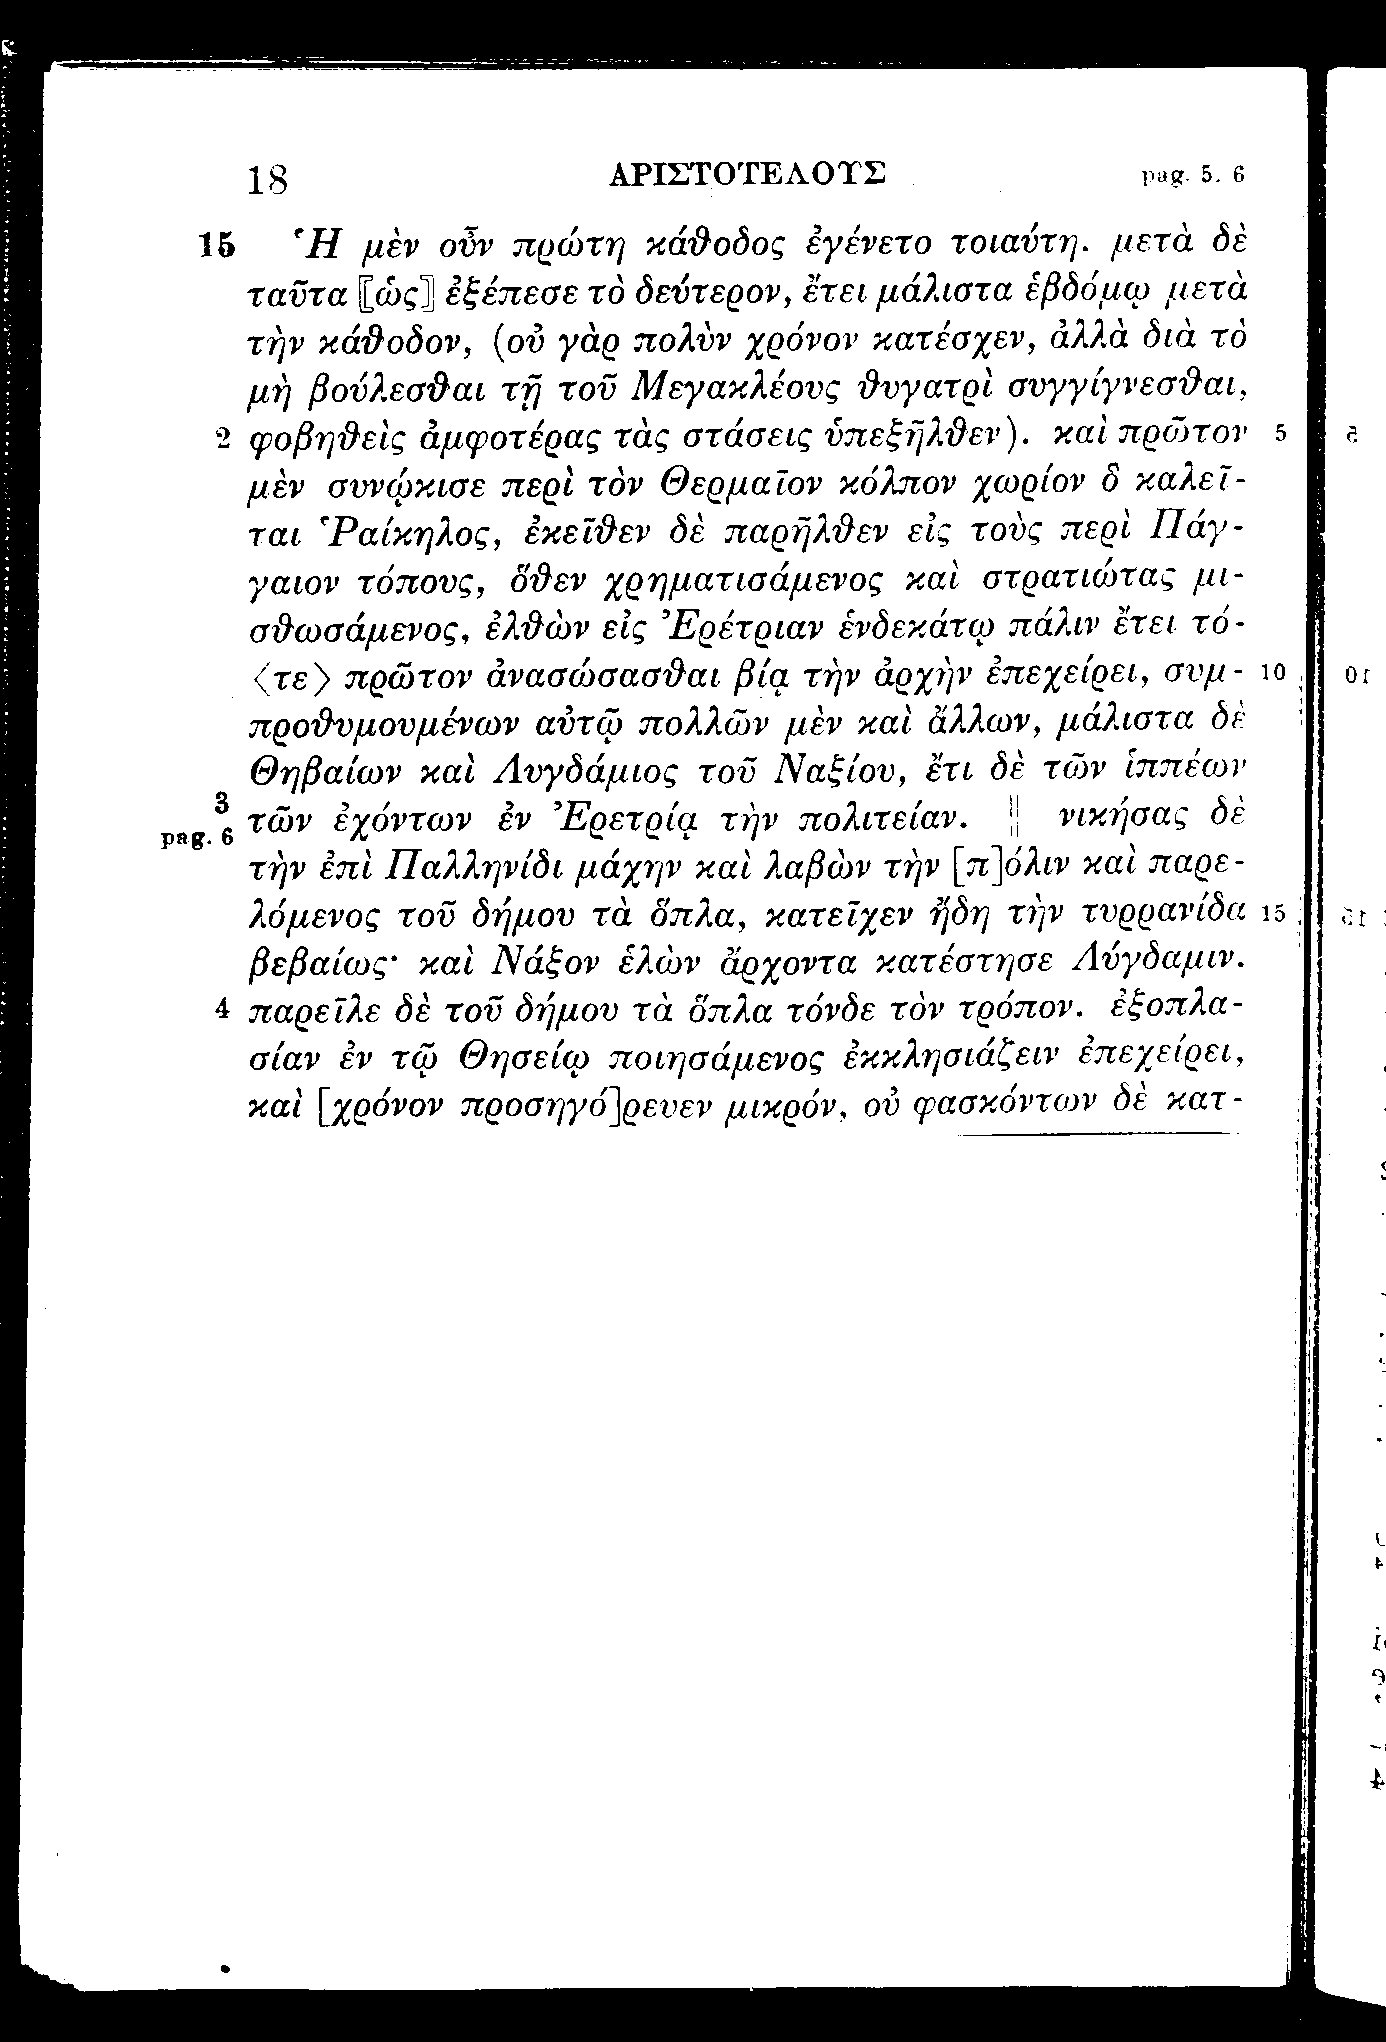 18 ΑΡΙΣΤΟΤΕΛΟΥΣ pag. 5. 6
15 Ἡ μὲν οὖν πρώτη κάϑοδος ἐγένετο τοιαύτη. μετὰ δὲ
ταῦτα ⟦ὡς⟧ ἐξέπεσε τὸ δεύτερον, ἔτει μάλιστα ἑβδόμῳ μετὰ
τὴν κάϑοδον, (οὐ γὰρ πολὺν χρόνον κατέσχεν, ἀλλὰ διὰ τὸ
μὴ βούλεσϑαι τῇ τοῦ Μεγακλέους ϑυγατρὶ συγγίγνεσϑαι,
2 φοβηϑεὶς ἀμφοτέρας τὰς στάσεις ὑπεξῆλϑεν). καὶ πρῶτον 5
μὲν συνῴκισε περὶ τὸν Θερμαῖον κόλπον χωρίον ὃ καλεῖ-
ται Ῥαίκηλος, ἐκεῖϑεν δὲ παρῆλϑεν εἰς τοὺς περὶ Πάγ-
γαιον τόπους, ὅϑεν χρηματισάμενος καὶ στρατιώτας μι-
σϑωσάμενος, ἐλϑὼν εἰς Ἐρέτριαν ἑνδεκάτῳ πάλιν ἔτει τό-
〈τε〉 πρῶτον ἀνασώσασϑαι βίᾳ τὴν ἀρχὴν ἐπεχείρει, συμ- 10
προϑυμουμένων αὐτῷ πολλῶν μὲν καὶ ἄλλων, μάλιστα δὲ
Θηβαίων καὶ Λυγδάμιος τοῦ Ναξίου, ἔτι δὲ τῶν ἱππέων
3 pag. 6 τῶν ἐχόντων ἐν Ἐρετρίᾳ τὴν πολιτείαν. ‖ νικήσας δὲ
τὴν ἐπὶ Παλληνίδι μάχην καὶ λαβὼν τὴν [π]όλιν καὶ παρε-
λόμενος τοῦ δήμου τὰ ὅπλα, κατεῖχεν ἤδη τὴν τυρρανίδα 15
βεβαίως· καὶ Νάξον ἑλὼν ἄρχοντα κατέστησε Λύγδαμιν.
4 παρεῖλε δὲ τοῦ δήμου τὰ ὅπλα τόνδε τὸν τρόπον. ἐξοπλα-
σίαν ἐν τῷ Θησείῳ ποιησάμενος ἐκκλησιάζειν ἐπεχείρει,
καὶ [χρόνον προσηγό]ρευεν μικρόν, οὐ φασκόντων δὲ κατ-